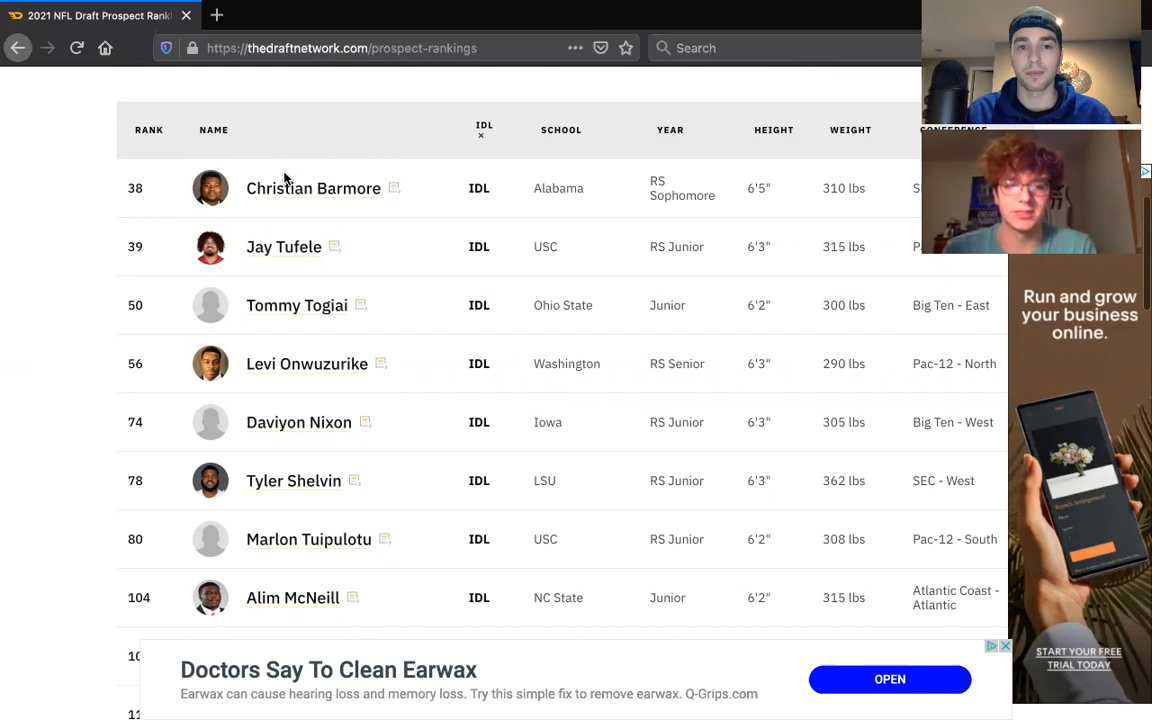 2021 NFL Draft Prospect Rank
https://thedraftnetwork.com/prospect-rankings
Search
RANK NAME IDL × SCHOOL YEAR HEIGHT WEIGHT CONFERENCE
38 Christian Barmore IDL Alabama RS Sophomore 6'5" 310 lbs
39 Jay Tufele IDL USC RS Junior 6'3" 315 lbs
50 Tommy Togiai IDL Ohio State Junior 6'2" 300 lbs Big Ten - East
56 Levi Onwuzurike IDL Washington RS Senior 6'3" 290 lbs Pac-12 - North
74 Daviyon Nixon IDL Iowa RS Junior 6'3" 305 lbs Big Ten - West
78 Tyler Shelvin IDL LSU RS Junior 6'3" 362 lbs SEC - West
80 Marlon Tuipulotu IDL USC RS Junior 6'2" 308 lbs Pac-12 - South
104 Alim McNeill IDL NC State Junior 6'2" 315 lbs Atlantic Coast - Atlantic
Run and grow
your business
online.
START YOUR FREE
TRIAL TODAY
Doctors Say To Clean Earwax
Earwax can cause hearing loss and memory loss. Try this simple fix to remove earwax. Q-Grips.com
OPEN